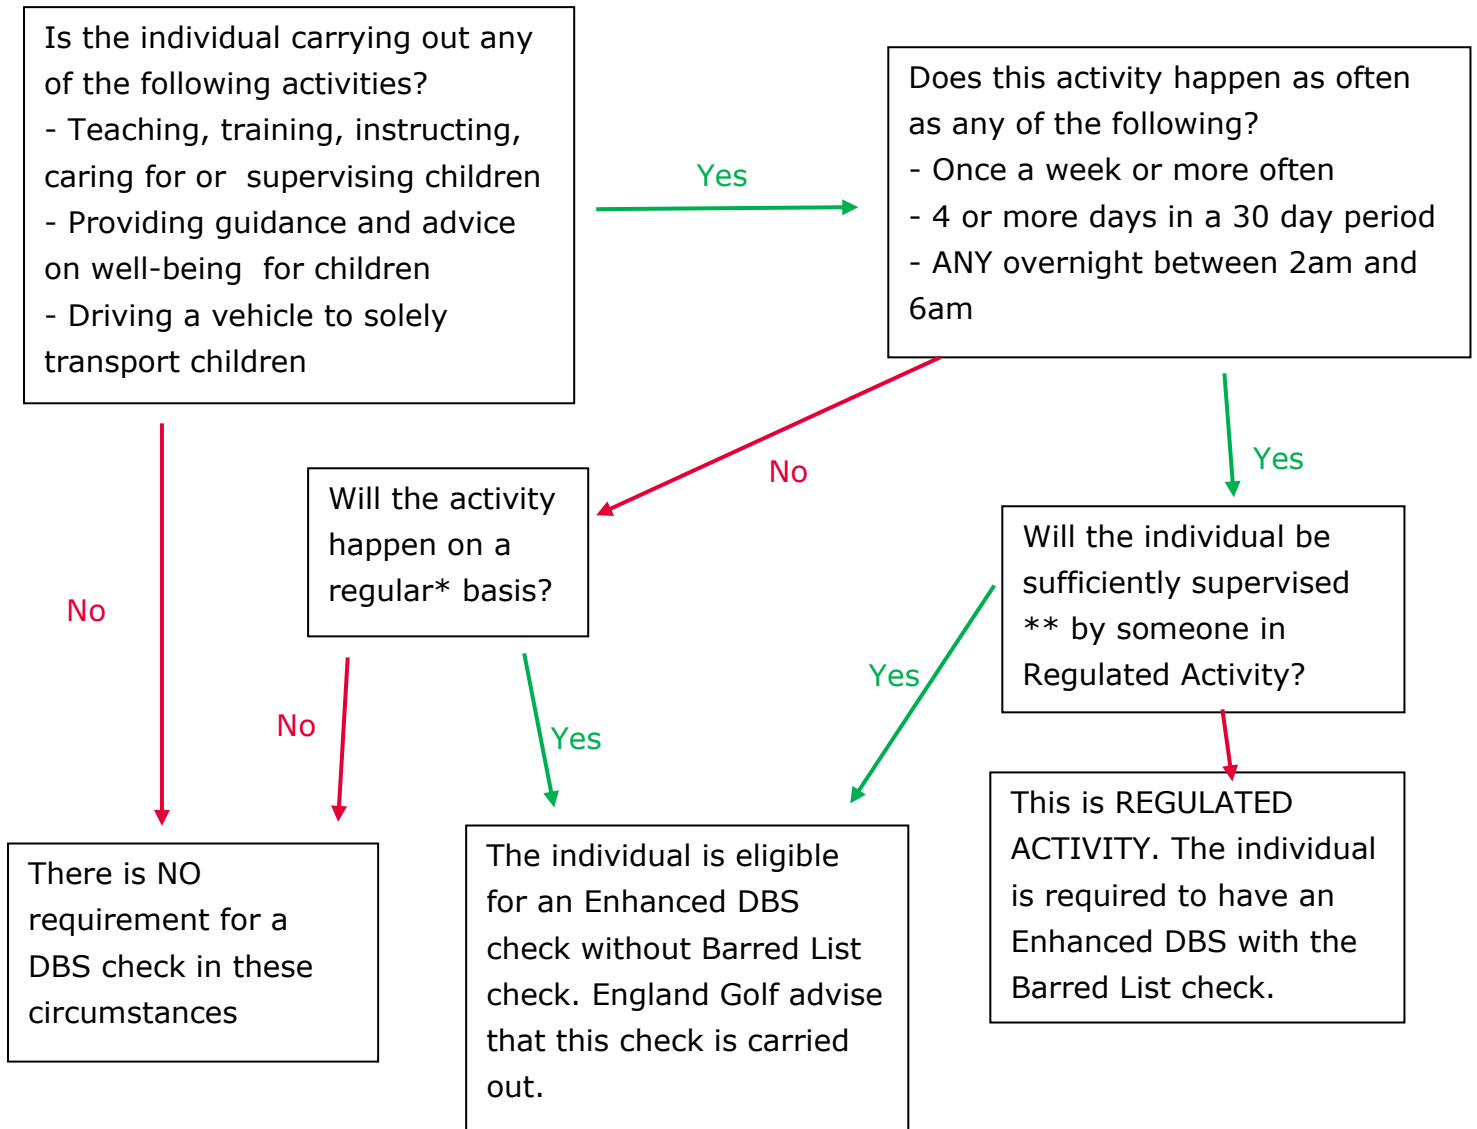 Is the individual carrying out any
of the following activities?
- Teaching, training, instructing,
caring for or  supervising children
- Providing guidance and advice
on well-being  for children
- Driving a vehicle to solely
transport children
Yes
Does this activity happen as often
as any of the following?
- Once a week or more often
- 4 or more days in a 30 day period
- ANY overnight between 2am and
6am
No
No
Yes
Will the activity
happen on a
regular* basis?
Will the individual be
sufficiently supervised
** by someone in
Regulated Activity?
No
Yes
Yes
There is NO
requirement for a
DBS check in these
circumstances
The individual is eligible
for an Enhanced DBS
check without Barred List
check. England Golf advise
that this check is carried
out.
This is REGULATED
ACTIVITY. The individual
is required to have an
Enhanced DBS with the
Barred List check.